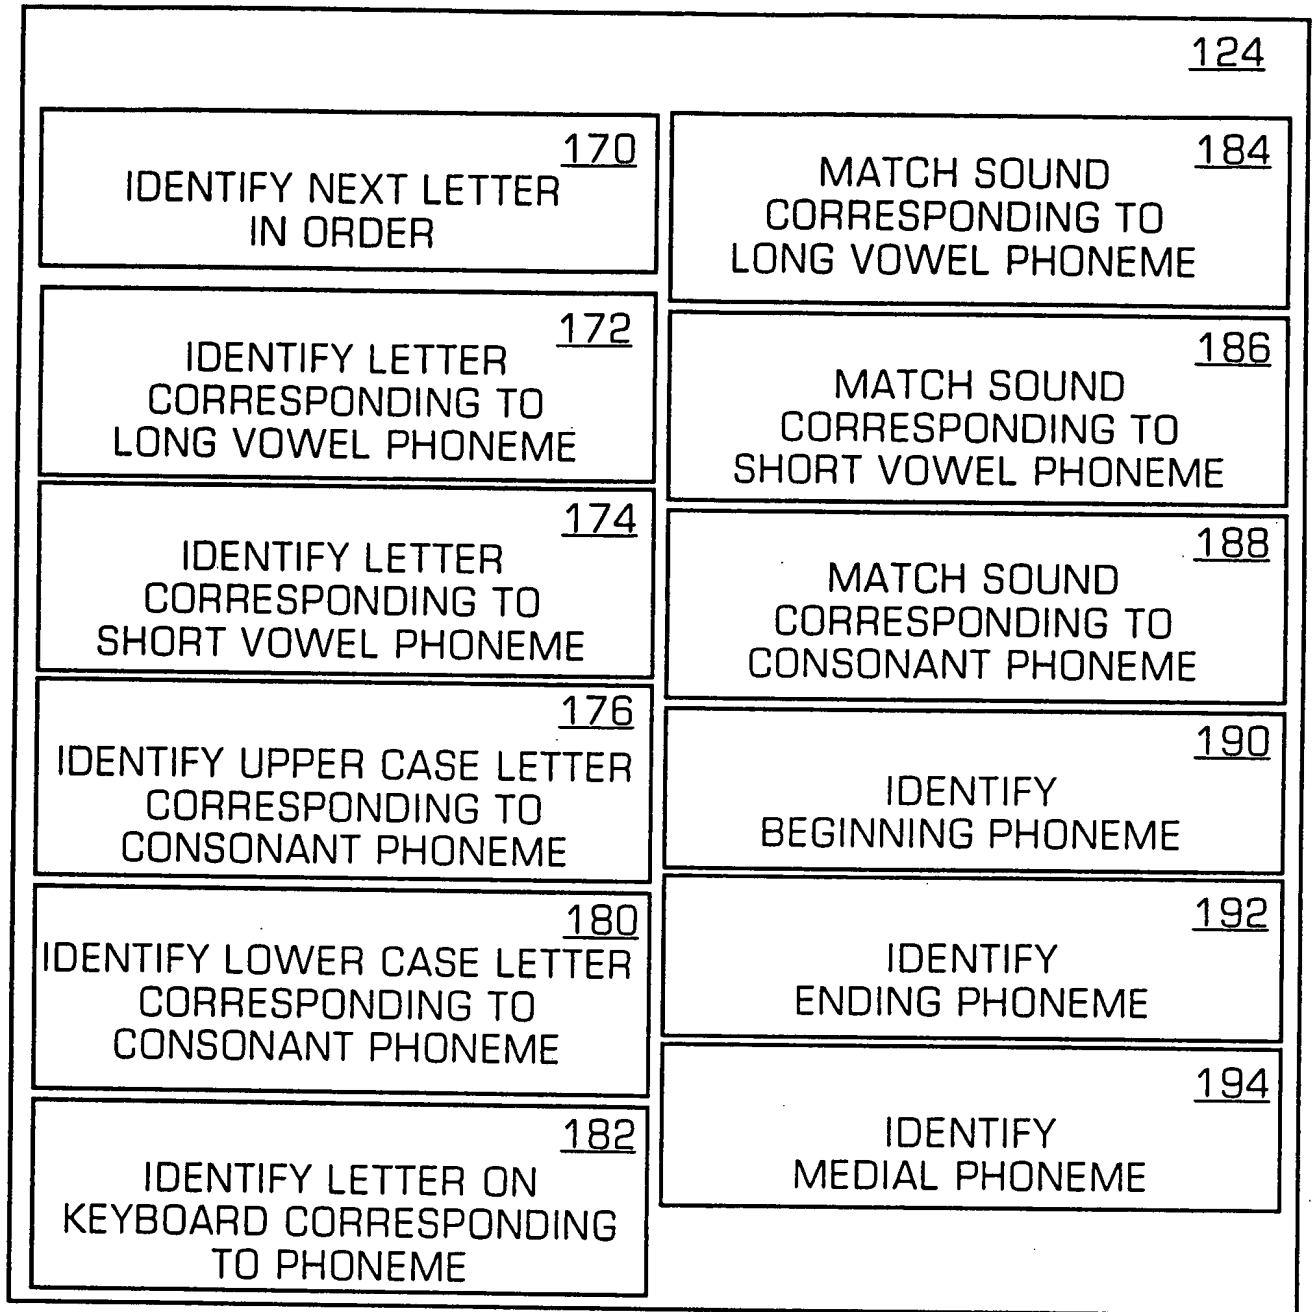 124
170
IDENTIFY NEXT LETTER
IN ORDER
172
IDENTIFY LETTER
CORRESPONDING TO
LONG VOWEL PHONEME
174
IDENTIFY LETTER
CORRESPONDING TO
SHORT VOWEL PHONEME
176
IDENTIFY UPPER CASE LETTER
CORRESPONDING TO
CONSONANT PHONEME
180
IDENTIFY LOWER CASE LETTER
CORRESPONDING TO
CONSONANT PHONEME
182
IDENTIFY LETTER ON
KEYBOARD CORRESPONDING
TO PHONEME
184
MATCH SOUND
CORRESPONDING TO
LONG VOWEL PHONEME
186
MATCH SOUND
CORRESPONDING TO
SHORT VOWEL PHONEME
188
MATCH SOUND
CORRESPONDING TO
CONSONANT PHONEME
190
IDENTIFY
BEGINNING PHONEME
192
IDENTIFY
ENDING PHONEME
194
IDENTIFY
MEDIAL PHONEME